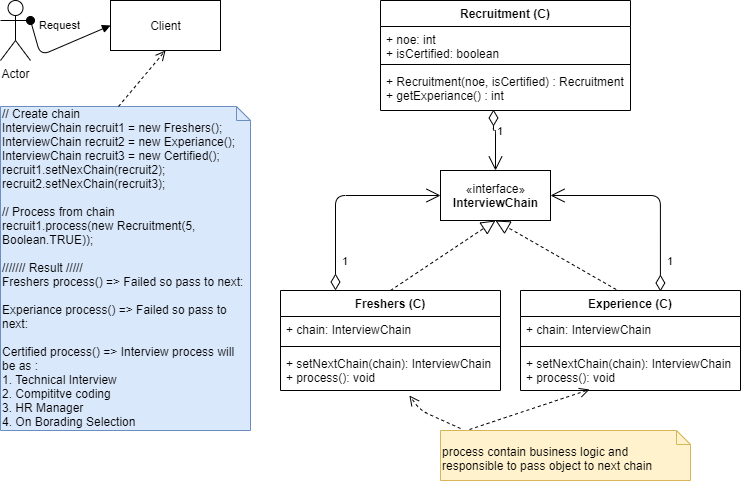 Request
Client
Actor
// Create chain
InterviewChain recruit1 = new Freshers();
InterviewChain recruit2 = new Experiance();
InterviewChain recruit3 = new Certified();
recruit1.setNexChain(recruit2);
recruit2.setNexChain(recruit3);
// Process from chain
recruit1.process(new Recruitment(5,
Boolean.TRUE));
/////// Result /////
Freshers process() => Failed so pass to next:
Experiance process() => Failed so pass to
next:
Certified process() => Interview process will
be as :
1. Technical Interview
2. Compititve coding
3. HR Manager
4. On Borading Selection
Recruitment (C)
+ noe: int
+ isCertified: boolean
+ Recruitment(noe, isCertified) : Recruitment
+ getExperiance() : int
1
«interface»
InterviewChain
1
1
Freshers (C)
+ chain: InterviewChain
+ setNextChain(chain): InterviewChain
+ process(): void
Experience (C)
+ chain: InterviewChain
+ setNextChain(chain): InterviewChain
+ process(): void
process contain business logic and
responsible to pass object to next chain